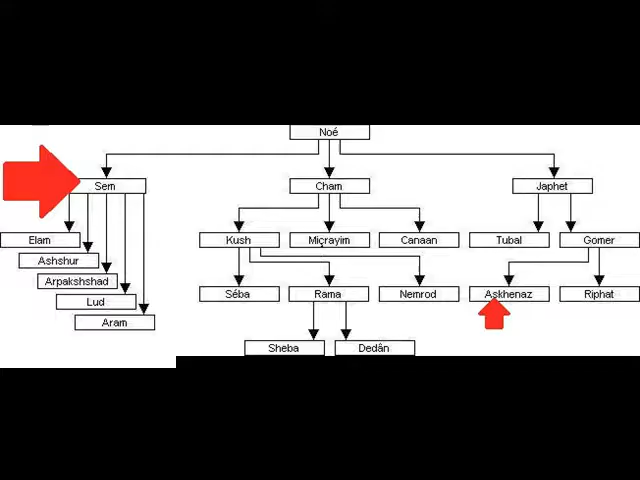 Noé
Sem
Cham
Japhet
Elam
Kush
Miçrayim
Canaan
Tubal
Gomer
Ashshur
Arpakshshad
Séba
Rama
Nemrod
Askhenaz
Riphat
Lud
Aram
Sheba
Dedân